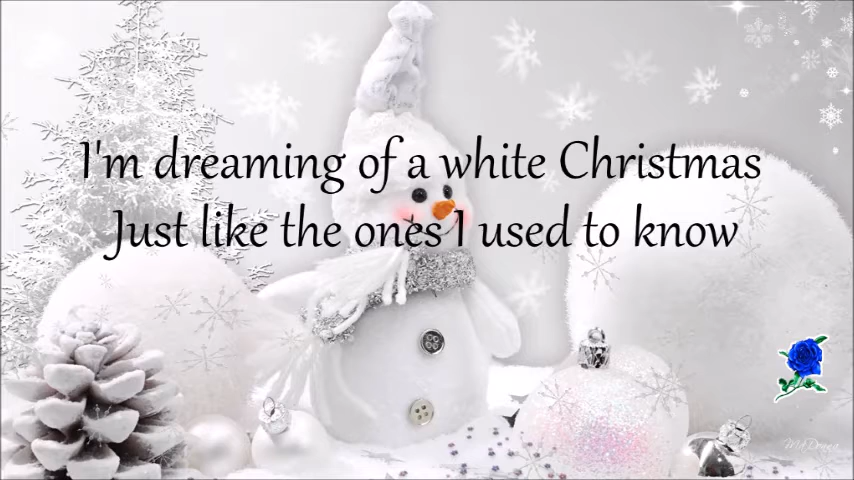 I'm dreaming of a white Christmas
Just like the ones I used to know